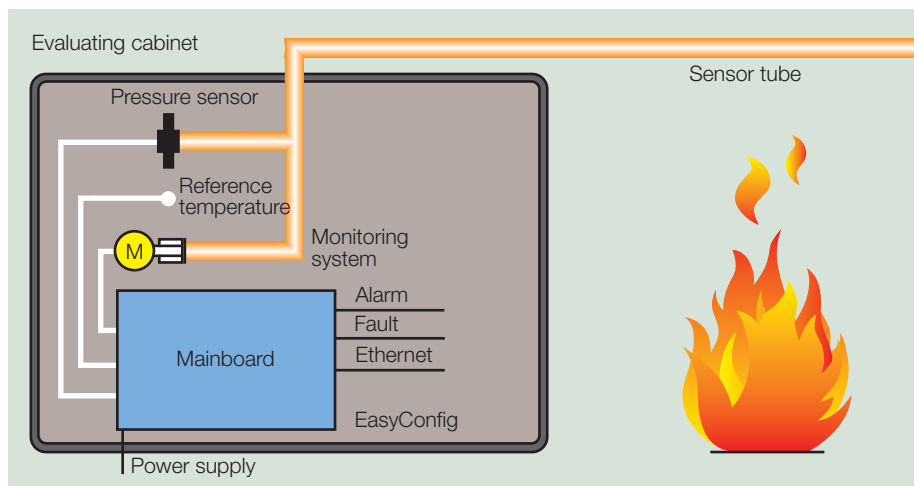 Evaluating cabinet
Sensor tube
Pressure sensor
Reference
temperature
M
Monitoring
system
Alarm
Fault
Ethernet
Mainboard
EasyConfig
Power supply